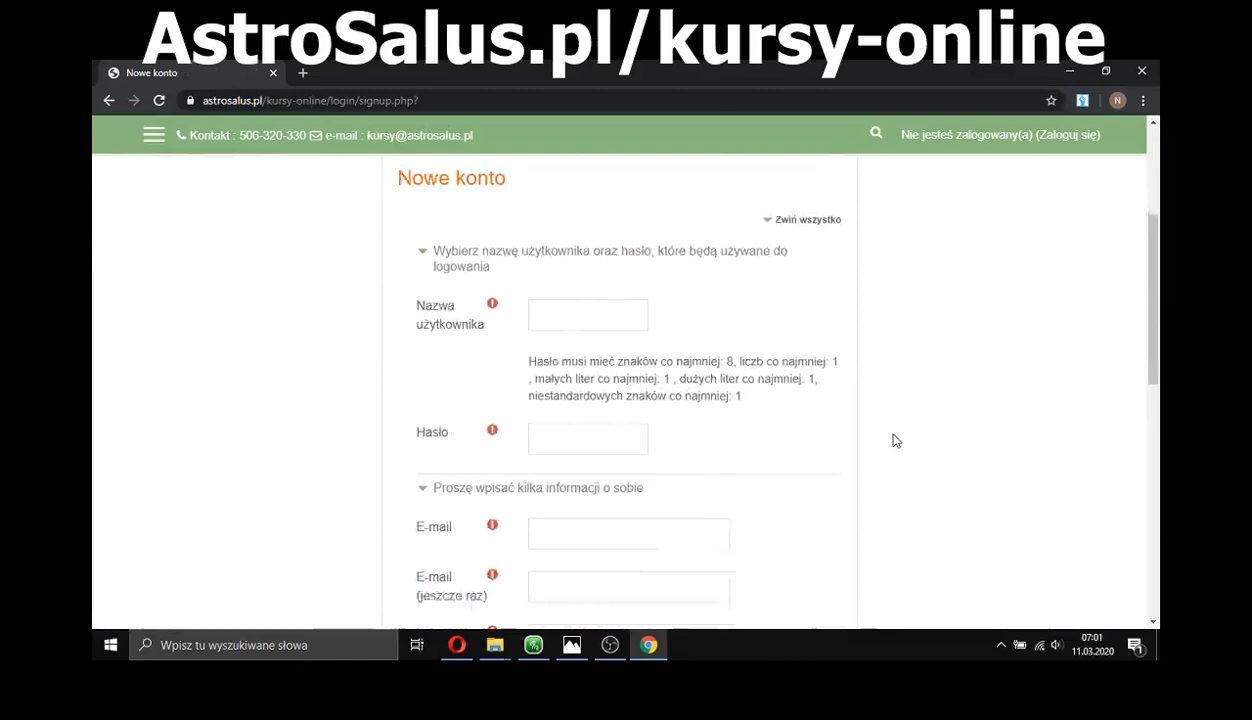 AstroSalus.pl/kursy-online
Nowe konto
astrosalus.pl/kursy-online/login/signup.php?
N
Kontakt : 506-320-330 e-mail : kursy@astrosalus.pl
Nie jesteś zalogowany(a) (Zaloguj się)
Nowe konto
Zwiń wszystko
Wybierz nazwę użytkownika oraz hasło, które będą używane do
logowania
Nazwa
użytkownika
Hasło musi mieć znaków co najmniej: 8, liczb co najmniej: 1
, małych liter co najmniej: 1 , dużych liter co najmniej: 1,
niestandardowych znaków co najmniej: 1
Hasło
Proszę wpisać kilka informacji o sobie
E-mail
E-mail
(jeszcze raz)
Wpisz tu wyszukiwane słowa
07:01
11.03.2020
1